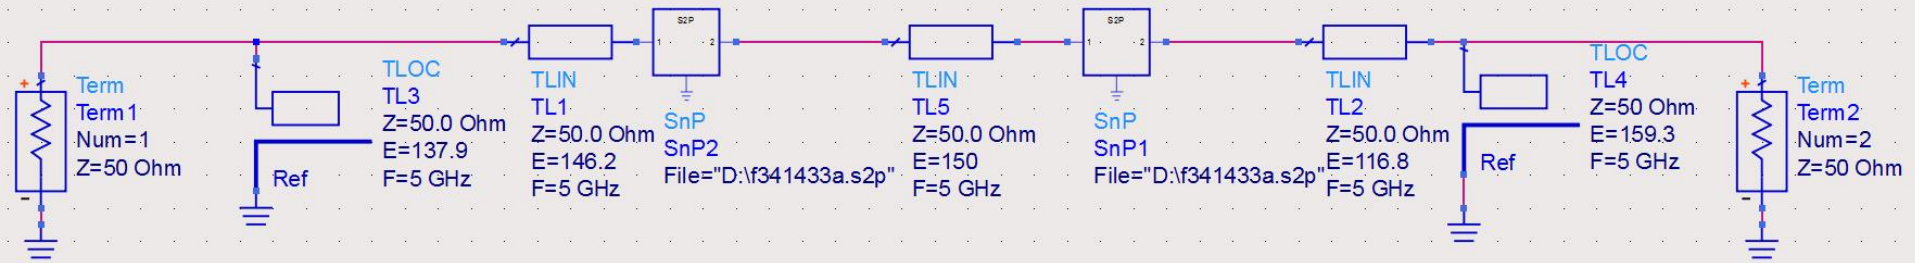 Term
Term1
Num=1
Z=50 Ohm
+
-
Ref
TLOC
TL3
Z=50.0 Ohm
E=137.9
F=5 GHz
TLIN
TL1
Z=50.0 Ohm
E=146.2
F=5 GHz
S2P
1
2
SnP
SnP2
File="D:\f341433a.s2p"
TLIN
TL5
Z=50.0 Ohm
E=150
F=5 GHz
S2P
1
2
SnP
SnP1
File="D:\f341433a.s2p"
TLIN
TL2
Z=50.0 Ohm
E=116.8
F=5 GHz
Ref
TLOC
TL4
Z=50 Ohm
E=159.3
F=5 GHz
+
-
Term
Term2
Num=2
Z=50 Ohm